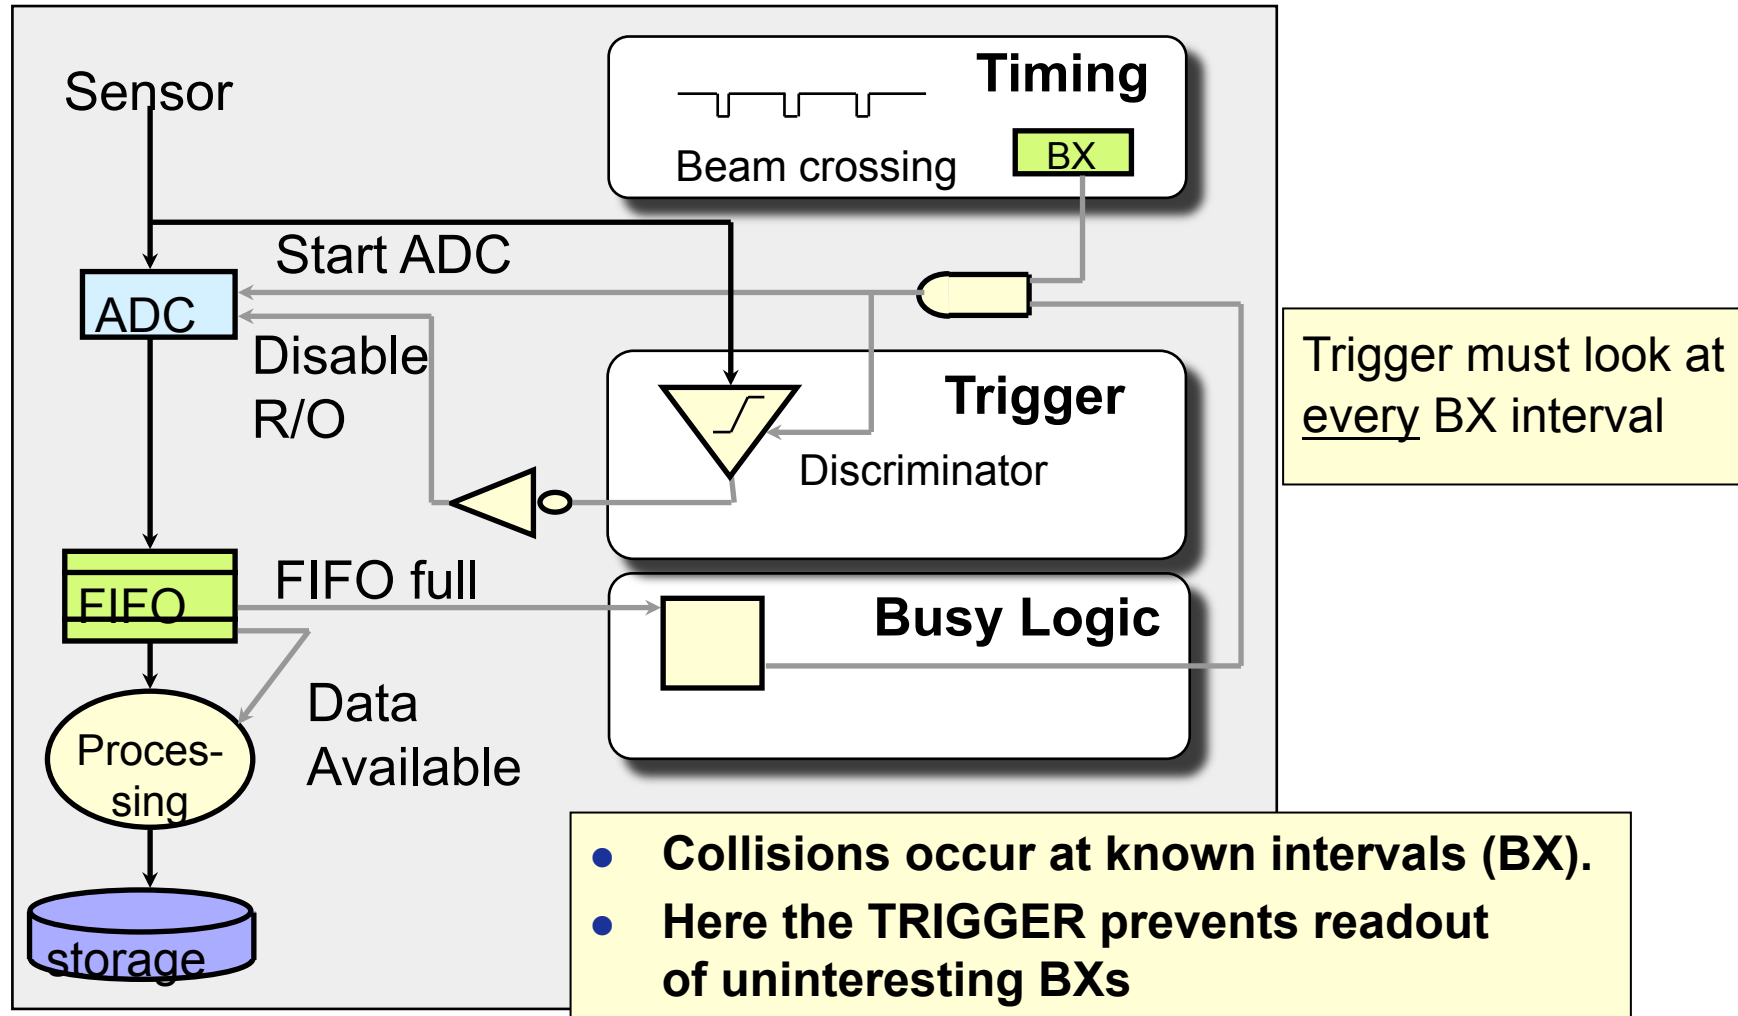 Sensor
Timing
Beam crossing
BX
Start ADC
ADC
Disable
R/O
Trigger
Discriminator
Trigger must look at
every BX interval
FIFO
FIFO full
Busy Logic
Data
Available
Proces-
sing
storage
● Collisions occur at known intervals (BX).
● Here the TRIGGER prevents readout
of uninteresting BXs